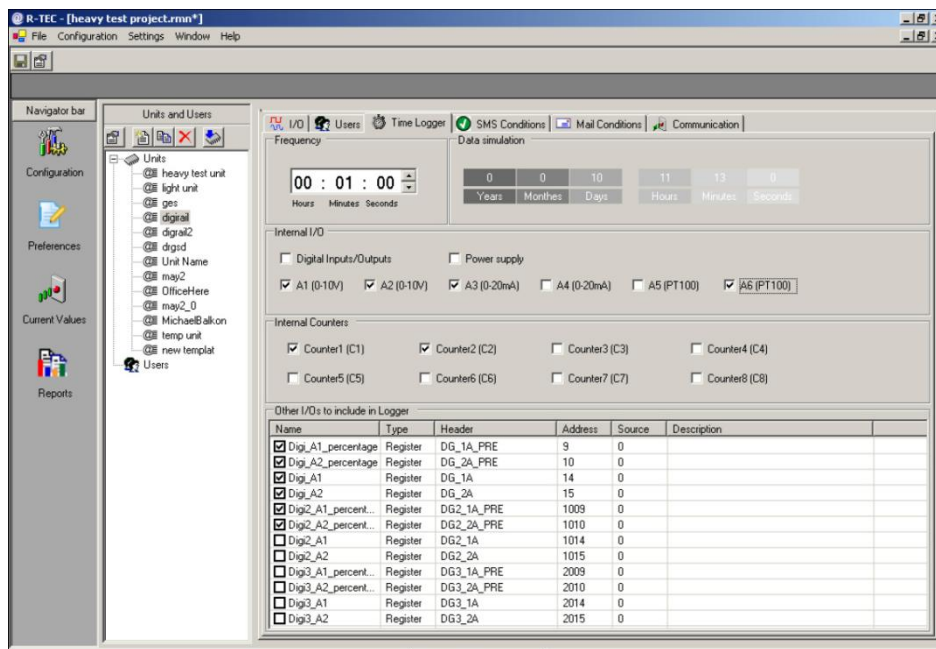 R-TEC - [heavy test project.rmn*]
File Configuration Settings Window Help
Navigator bar
Configuration
Preferences
Current Values
Reports
Units and Users
Units
heavy test unit
light unit
ges
digirail
digrail2
drgsd
Unit Name
may2
OfficeHere
may2_0
MichaelBalkon
temp unit
new templat
Users
I/O Users Time Logger SMS Conditions Mail Conditions Communication
Frequency
00 : 01 : 00
Hours Minutes Seconds
Data simulation
0 0 10 11 13 0
Years Monthes Days Hours Minutes Seconds
Internal I/O
Digital Inputs/Outputs Power supply
A1 (0-10V) A2 (0-10V) A3 (0-20mA) A4 (0-20mA) A5 (PT100) A6 (PT100)
Internal Counters
Counter1 (C1) Counter2 (C2) Counter3 (C3) Counter4 (C4)
Counter5 (C5) Counter6 (C6) Counter7 (C7) Counter8 (C8)
Other I/Os to include in Logger
Name Type Header Address Source Description
Digi_A1_percentage Register DG_1A_PRE 9 0
Digi_A2_percentage Register DG_2A_PRE 10 0
Digi_A1 Register DG_1A 14 0
Digi_A2 Register DG_2A 15 0
Digi2_A1_percent... Register DG2_1A_PRE 1009 0
Digi2_A2_percent... Register DG2_2A_PRE 1010 0
Digi2_A1 Register DG2_1A 1014 0
Digi2_A2 Register DG2_2A 1015 0
Digi3_A1_percent... Register DG3_1A_PRE 2009 0
Digi3_A2_percent... Register DG3_2A_PRE 2010 0
Digi3_A1 Register DG3_1A 2014 0
Digi3_A2 Register DG3_2A 2015 0